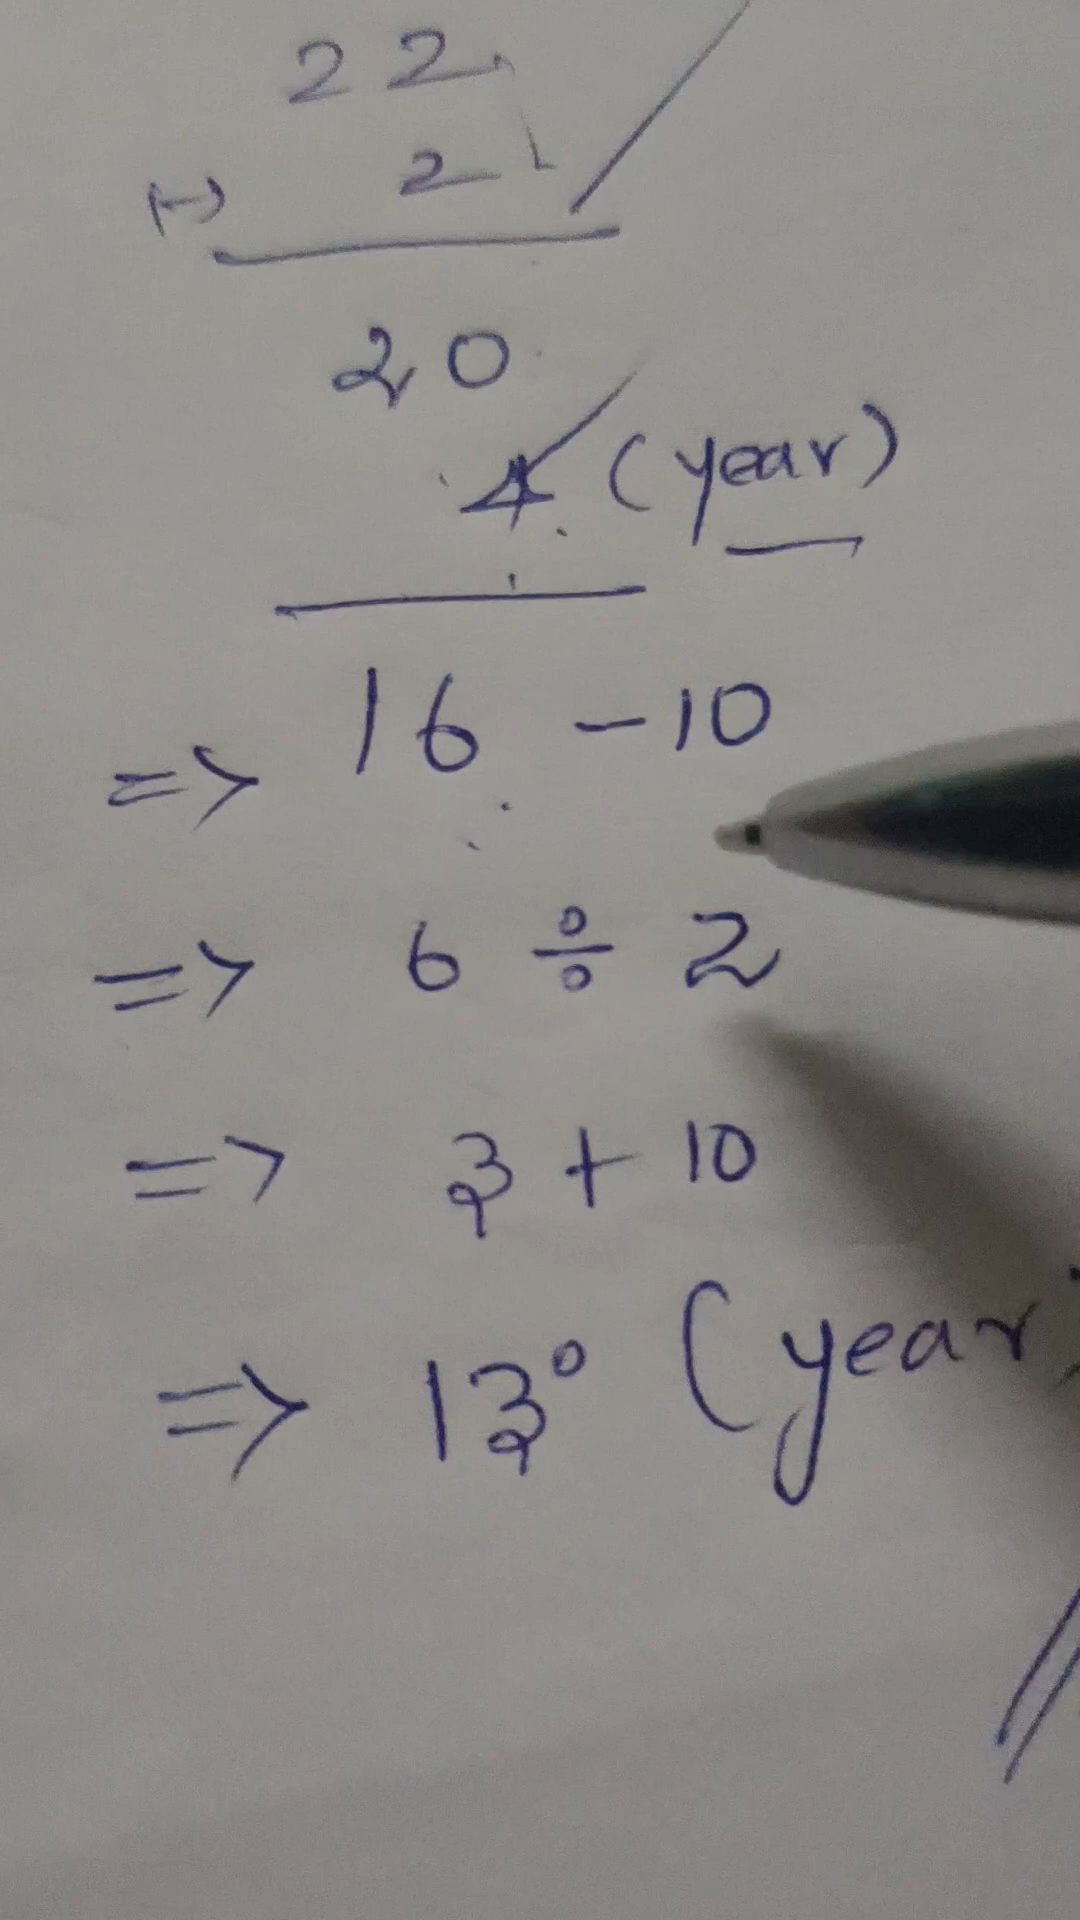 22
(-) 2
20
4 (year)
16 - 10
=> 6 ÷ 2
=> 3 + 10
=> 13° (year)